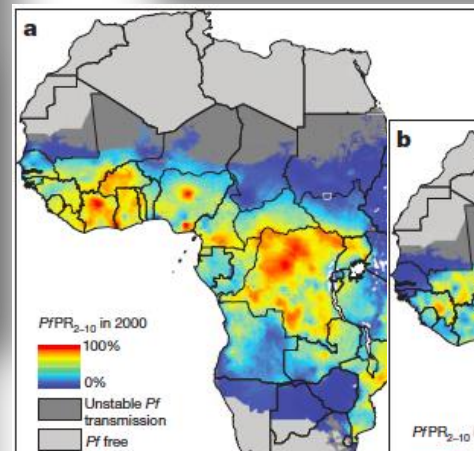 a
PfPR2–10 in 2000
100%
0%
Unstable Pf
transmission
Pf free
b
PfPR2–10